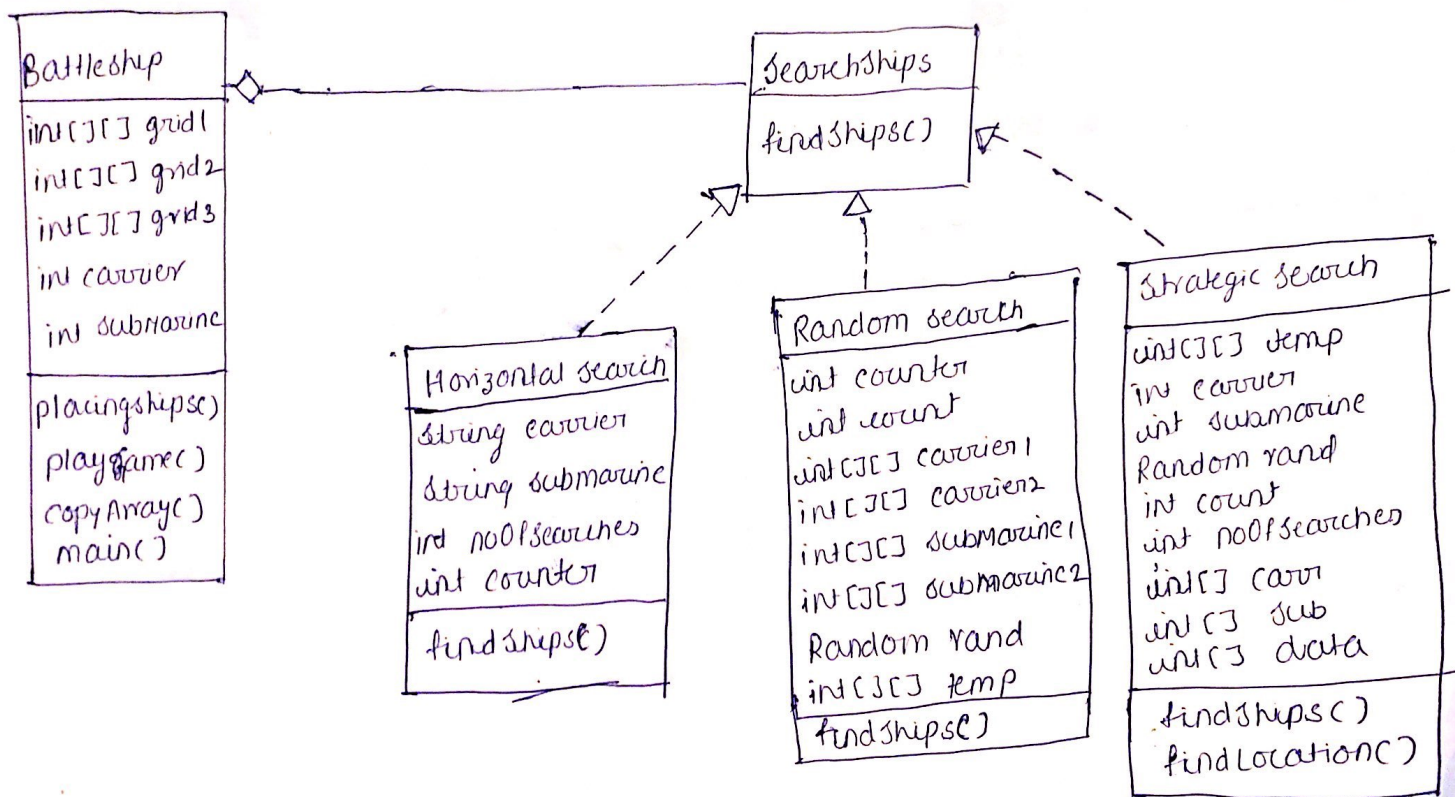 Battleship
int[][] grid1
int[][] grid2
int[][] grid3
int carrier
int submarine
placingships()
playgame()
copyArray()
main()
Searchships
findships()
Horizontal search
String carrier
String submarine
int noOfsearches
int counter
findships()
Random search
int counter
int count
int[][] carrier1
int[][] carrier2
int[][] submarine1
int[][] submarine2
Random rand
int[][] temp
findships()
Strategic search
int[][] temp
int carrier
int submarine
Random rand
int count
int noOfsearches
int[] carr
int[] sub
int[] data
findships()
findLocation()